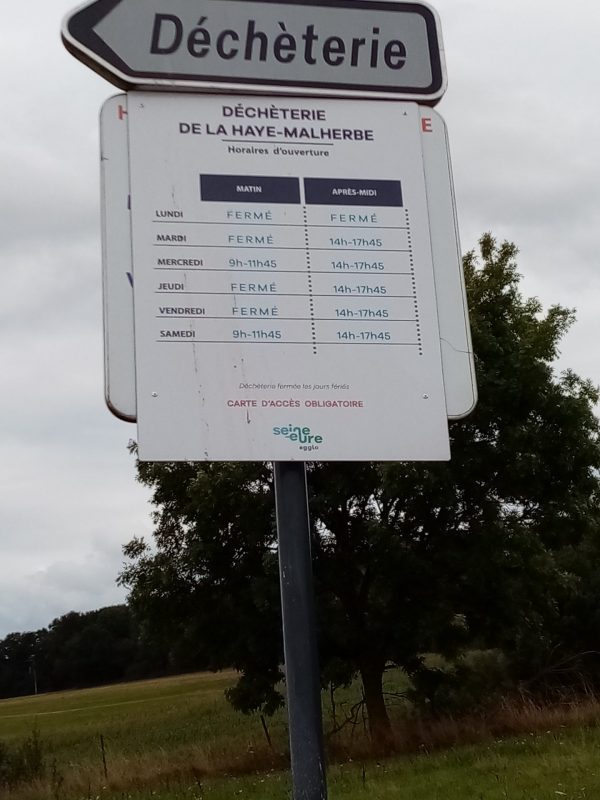 Déchèterie
DÉCHÈTERIE
DE LA HAYE-MALHERBE
Horaires d'ouverture
MATIN APRÈS-MIDI
LUNDI FERMÉ FERMÉ
MARDI FERMÉ 14h-17h45
MERCREDI 9h-11h45 14h-17h45
JEUDI FERMÉ 14h-17h45
VENDREDI FERMÉ 14h-17h45
SAMEDI 9h-11h45 14h-17h45
Déchèterie fermée les jours fériés
CARTE D'ACCÈS OBLIGATOIRE
seine
eure
agglo